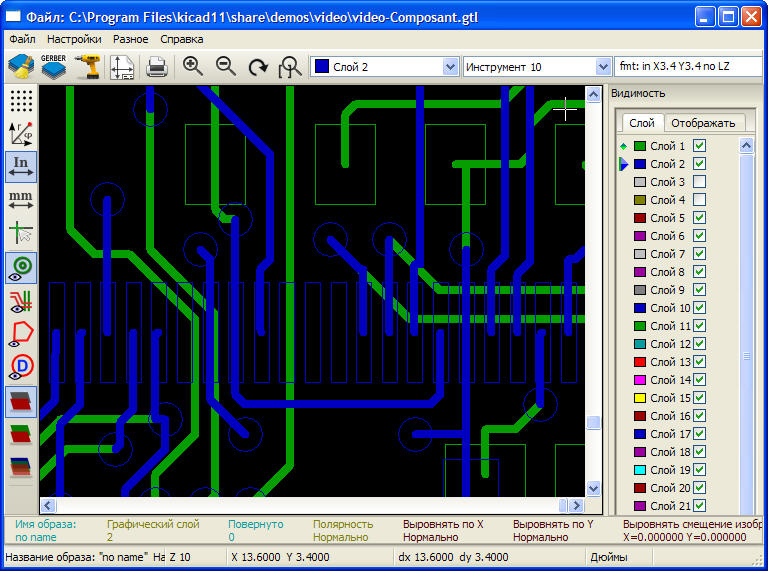 Файл: C:\Program Files\kicad11\share\demos\video\video-Composant.gtl
Файл Настройки Разное Справка
GERBER
Слой 2
Инструмент 10
fmt: in X3.4 Y3.4 no LZ
Видимость
Слой Отображать
In
mm
D
Слой 1
Слой 2
Слой 3
Слой 4
Слой 5
Слой 6
Слой 7
Слой 8
Слой 9
Слой 10
Слой 11
Слой 12
Слой 13
Слой 14
Слой 15
Слой 16
Слой 17
Слой 18
Слой 19
Слой 20
Слой 21
Имя образа: Графический слой Повернуто Полярность Выровнять по X Выровнять по Y Выровнять смещение изобр
no name 2 0 Нормально Нормально Нормально X=0.000000 Y=0.000000
Название образа: "no name" На Z 10 X 13.6000 Y 3.4000 dx 13.6000 dy 3.4000 Дюймы